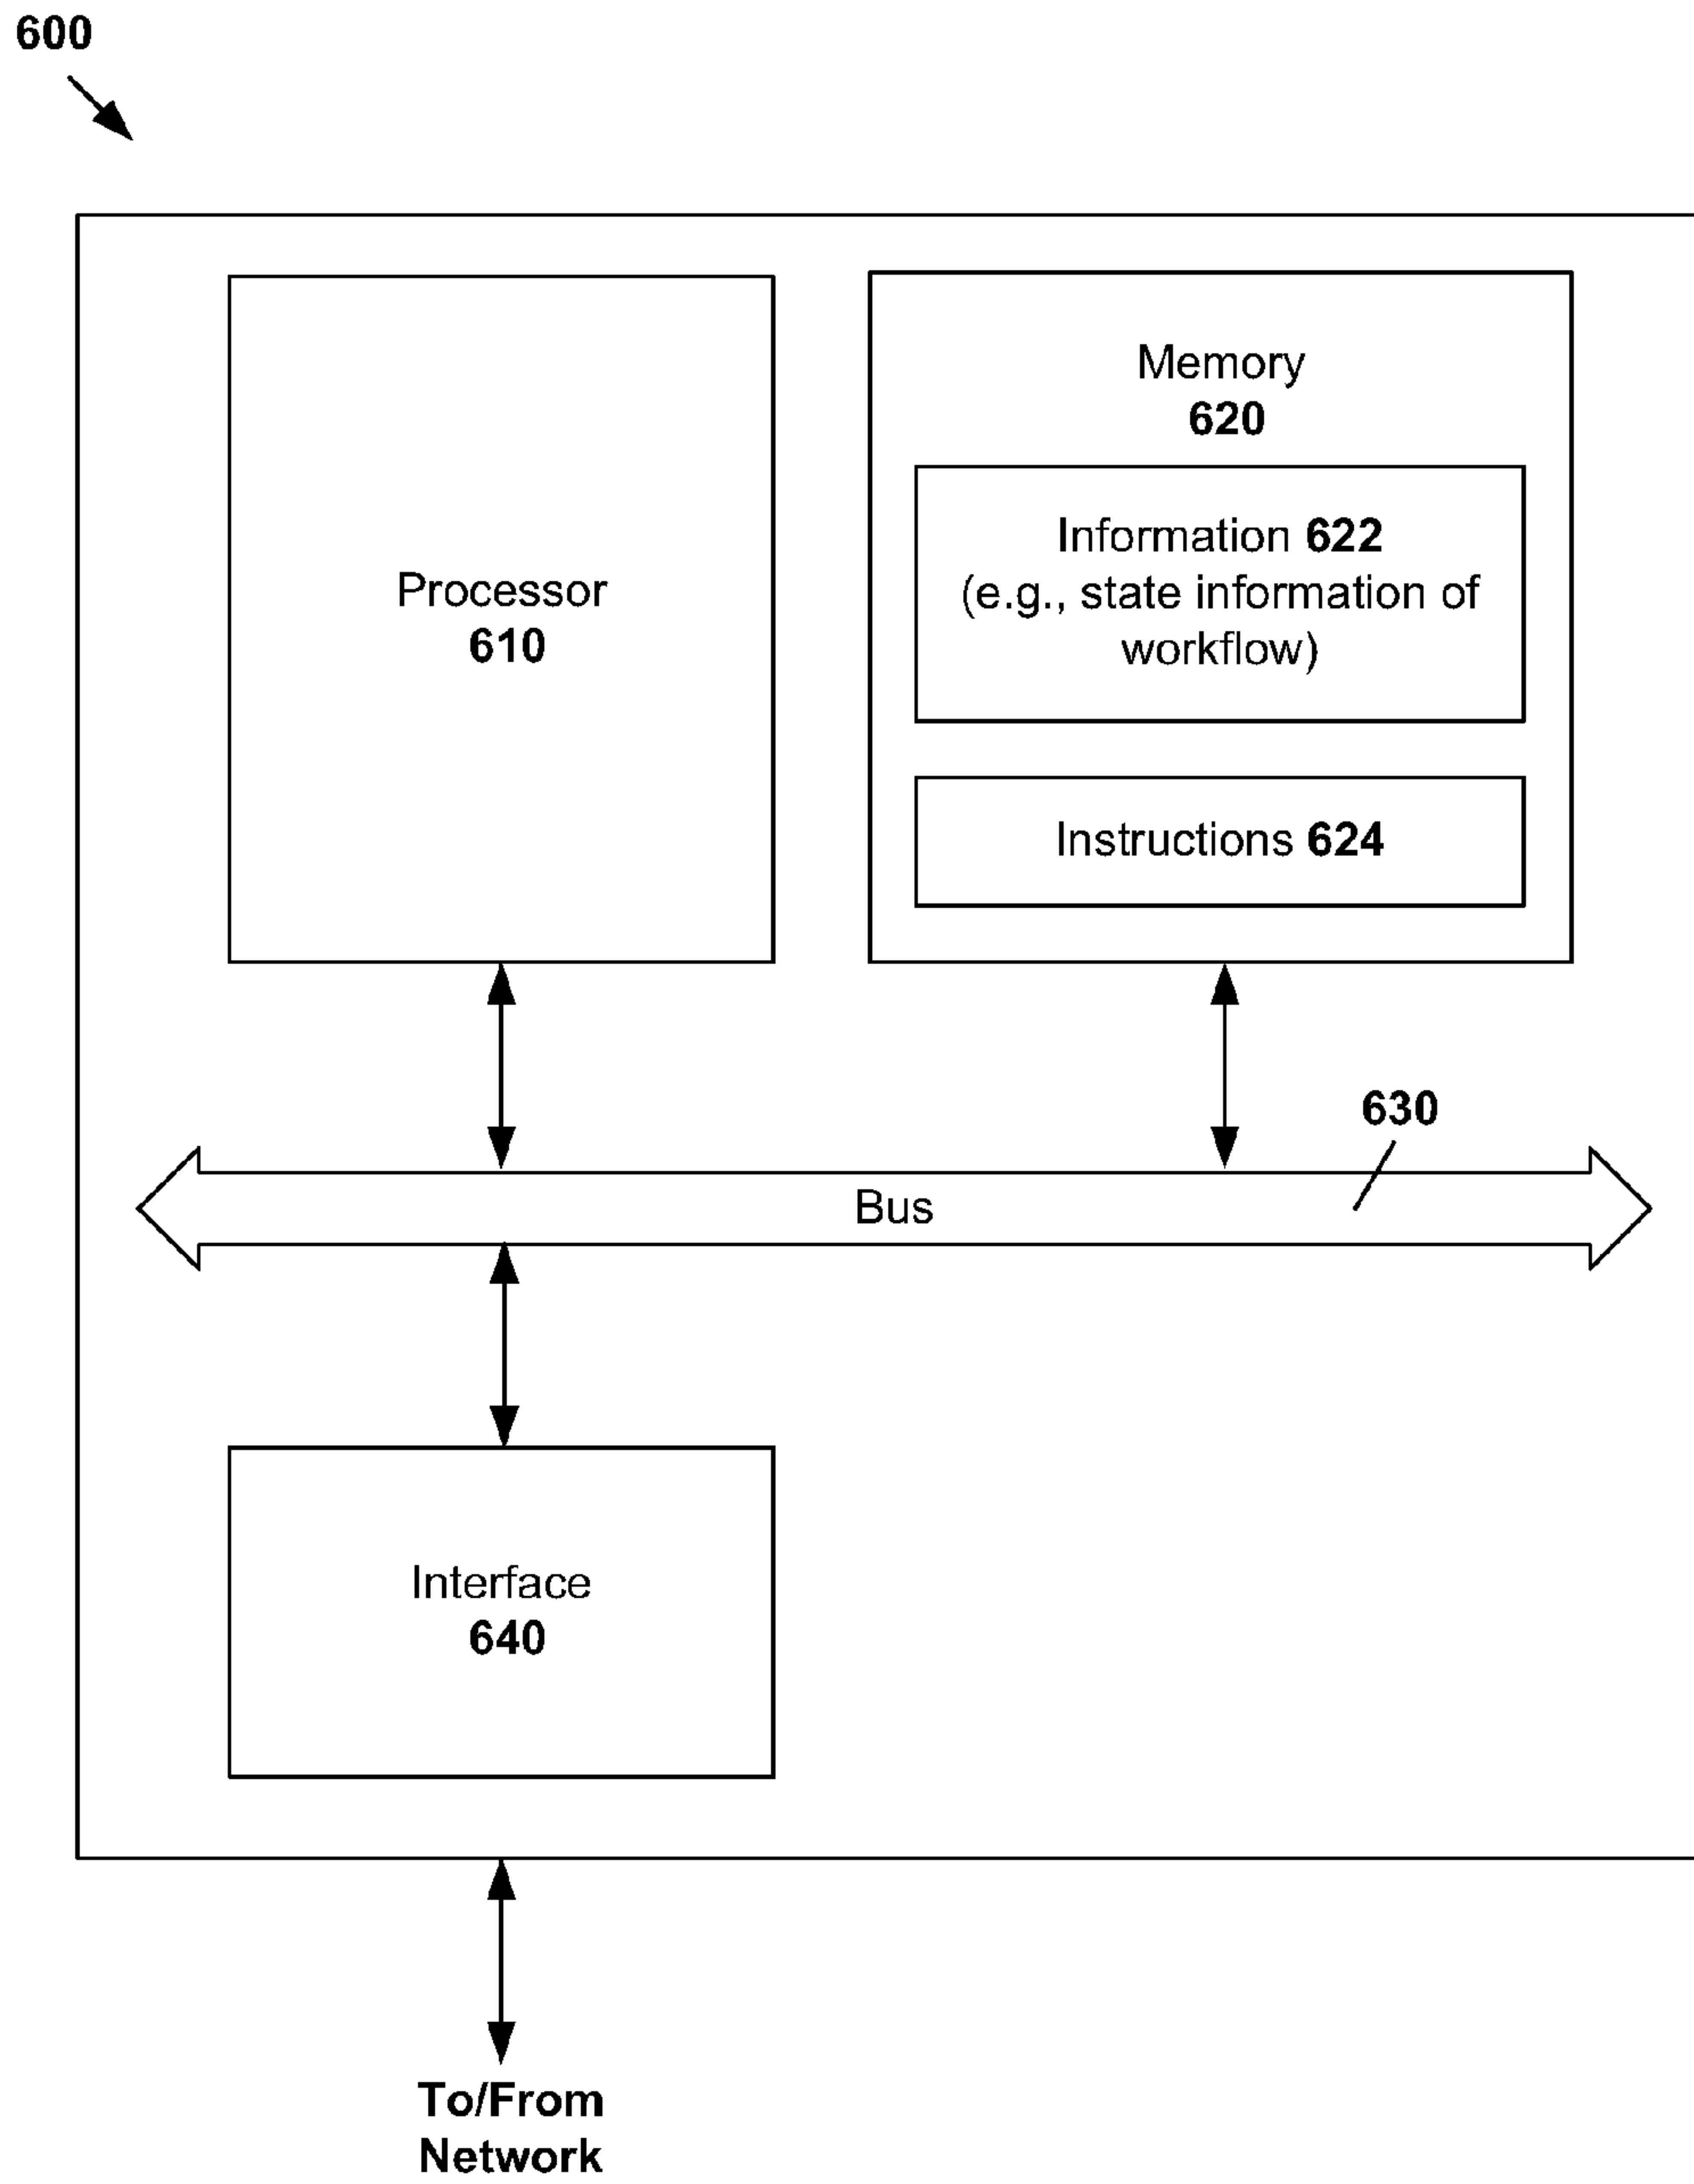 600
Processor
610
Memory
620
Information 622
(e.g., state information of
workflow)
Instructions 624
630
Bus
Interface
640
To/From
Network